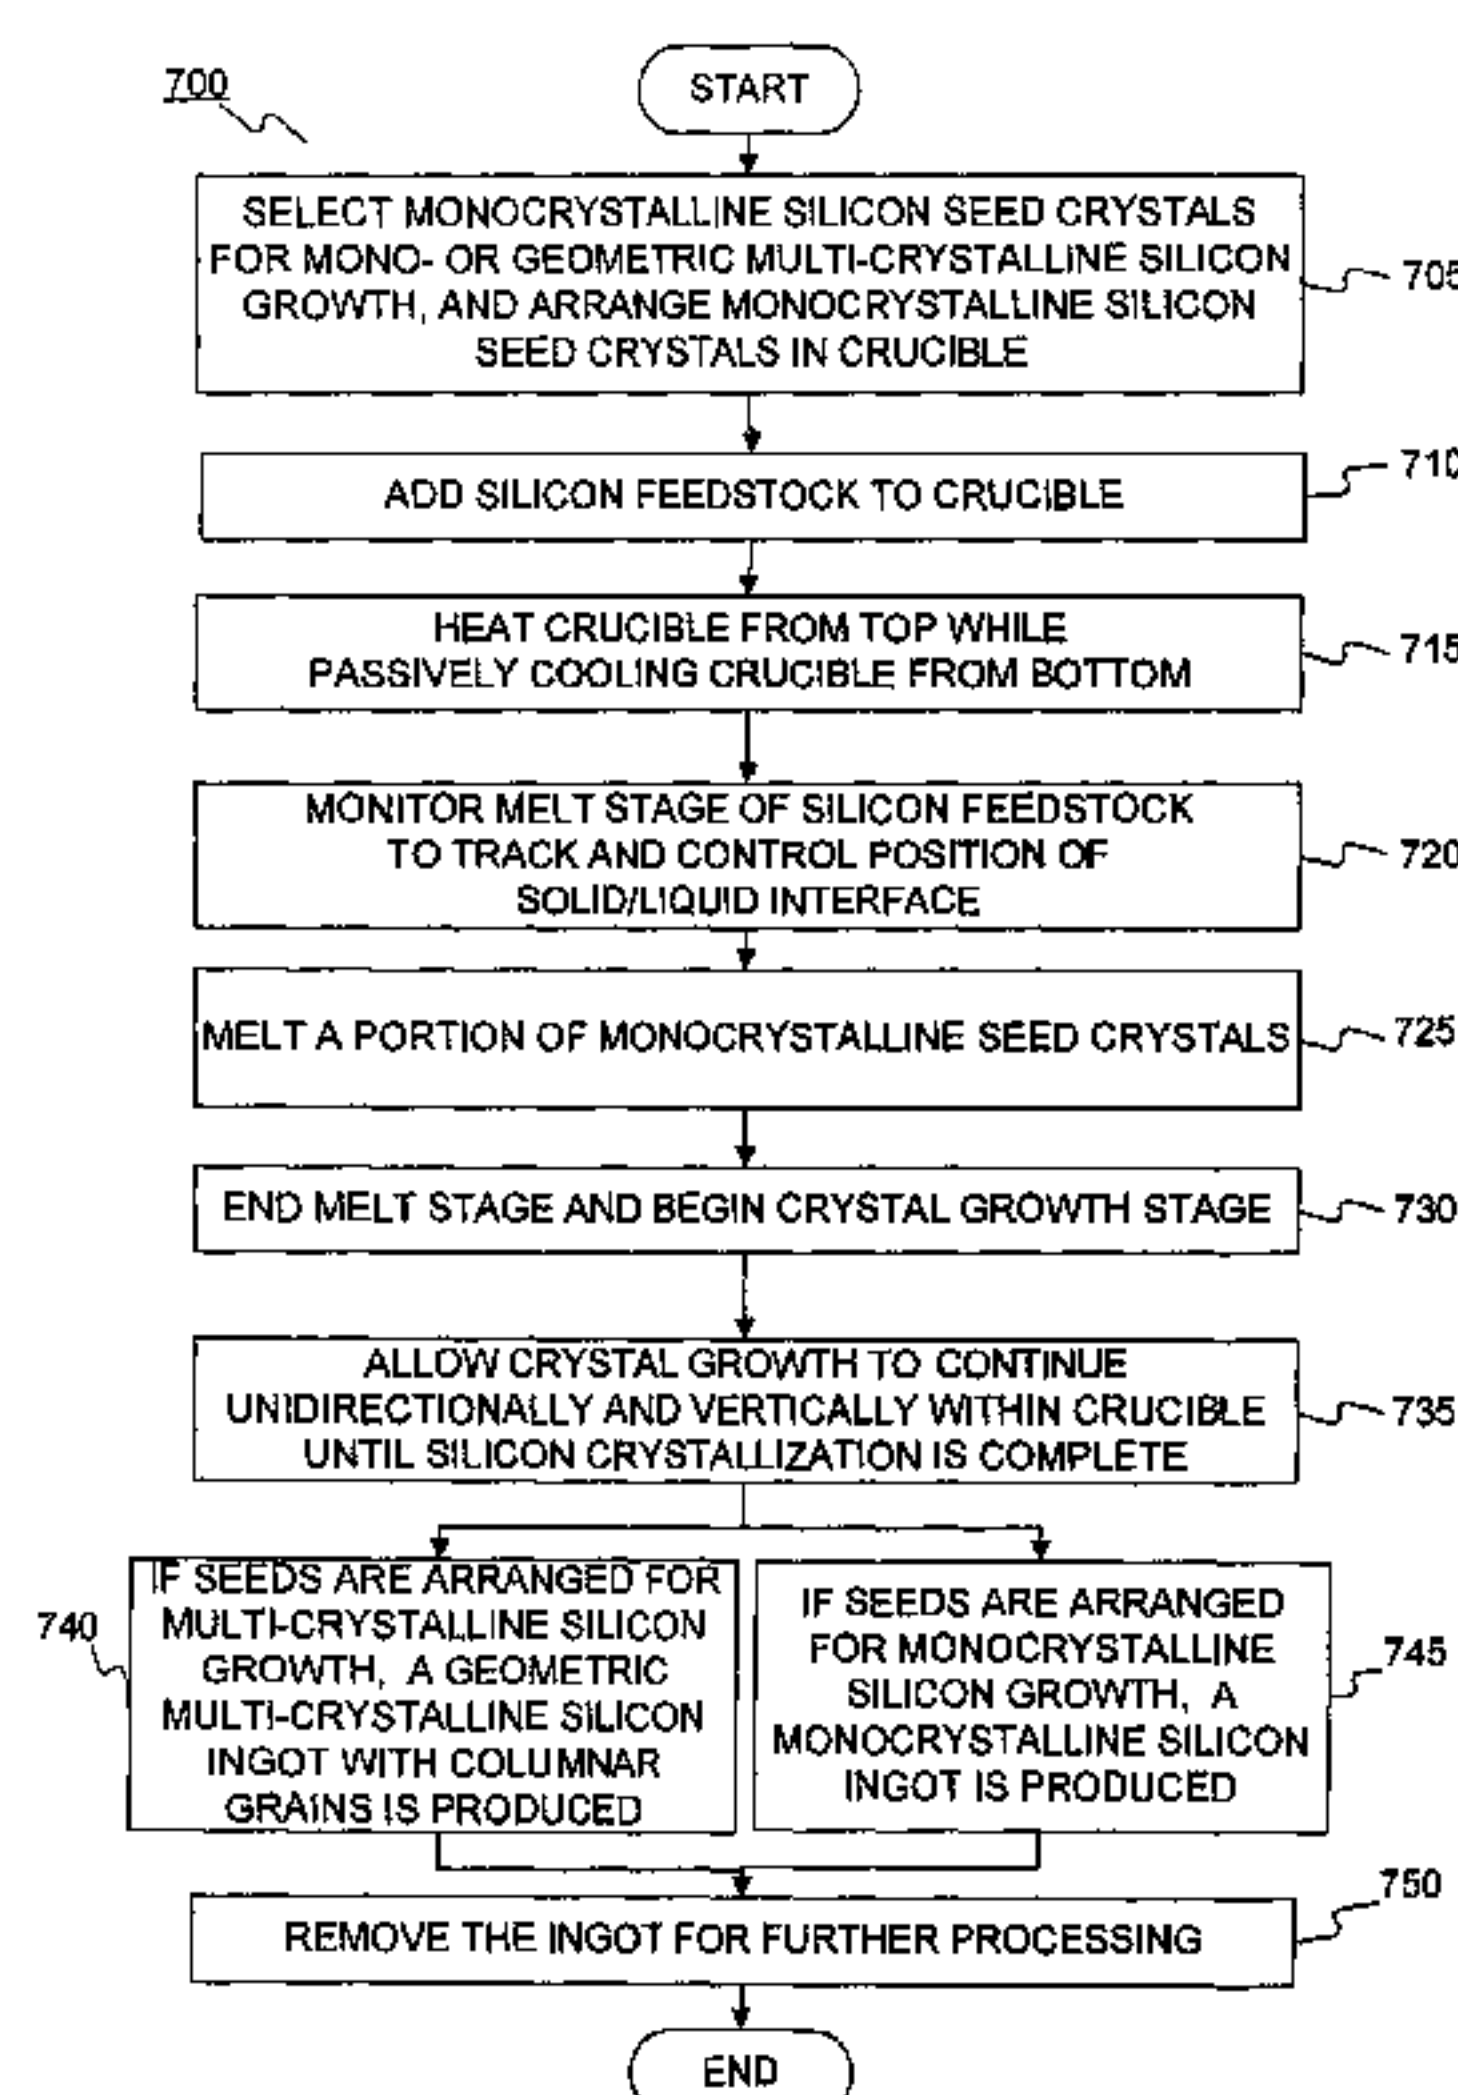 700
START
SELECT MONOCRYSTALLINE SILICON SEED CRYSTALS
FOR MONO- OR GEOMETRIC MULTI-CRYSTALLINE SILICON
GROWTH, AND ARRANGE MONOCRYSTALLINE SILICON
SEED CRYSTALS IN CRUCIBLE
705
ADD SILICON FEEDSTOCK TO CRUCIBLE
710
HEAT CRUCIBLE FROM TOP WHILE
PASSIVELY COOLING CRUCIBLE FROM BOTTOM
715
MONITOR MELT STAGE OF SILICON FEEDSTOCK
TO TRACK AND CONTROL POSITION OF
SOLID/LIQUID INTERFACE
720
MELT A PORTION OF MONOCRYSTALLINE SEED CRYSTALS
725
END MELT STAGE AND BEGIN CRYSTAL GROWTH STAGE
730
ALLOW CRYSTAL GROWTH TO CONTINUE
UNIDIRECTIONALLY AND VERTICALLY WITHIN CRUCIBLE
UNTIL SILICON CRYSTALLIZATION IS COMPLETE
735
740
IF SEEDS ARE ARRANGED FOR
MULTI-CRYSTALLINE SILICON
GROWTH, A GEOMETRIC
MULTI-CRYSTALLINE SILICON
INGOT WITH COLUMNAR
GRAINS IS PRODUCED
IF SEEDS ARE ARRANGED
FOR MONOCRYSTALLINE
SILICON GROWTH, A
MONOCRYSTALLINE SILICON
INGOT IS PRODUCED
745
REMOVE THE INGOT FOR FURTHER PROCESSING
750
END